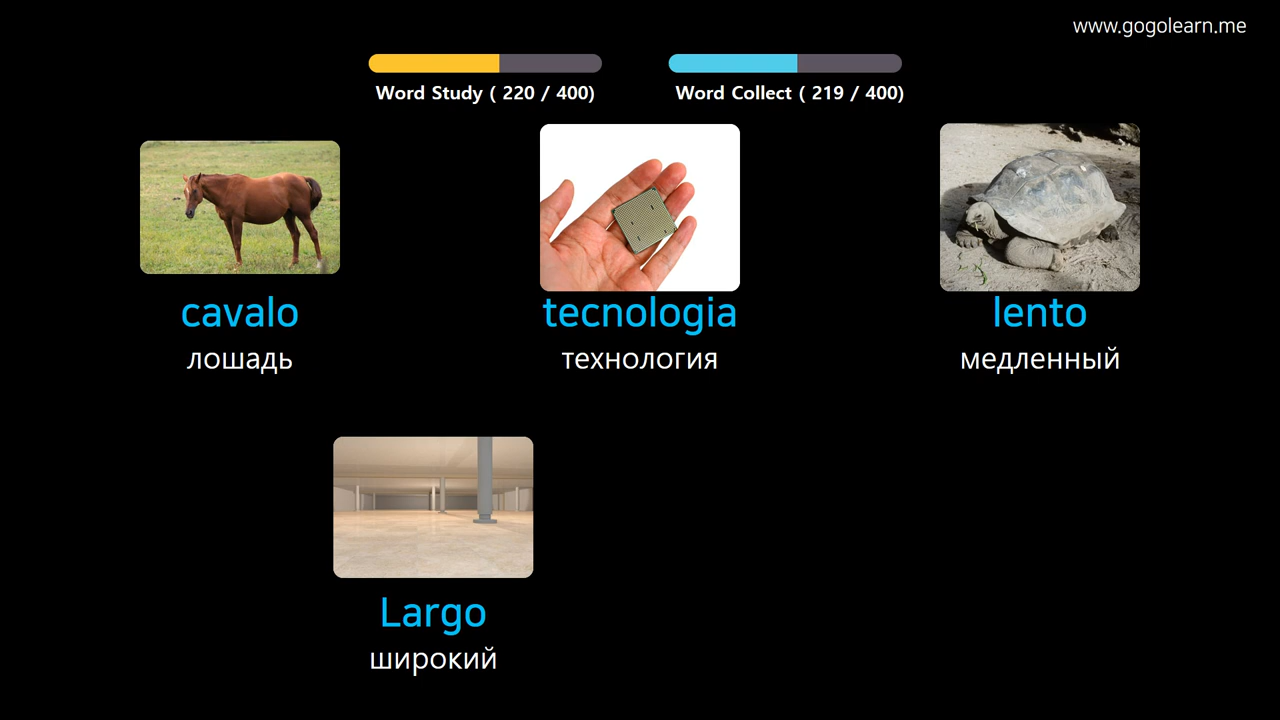 www.gogolearn.me
Word Study ( 220 / 400)
Word Collect ( 219 / 400)
cavalo
лошадь
tecnologia
технология
lento
медленный
Largo
широкий